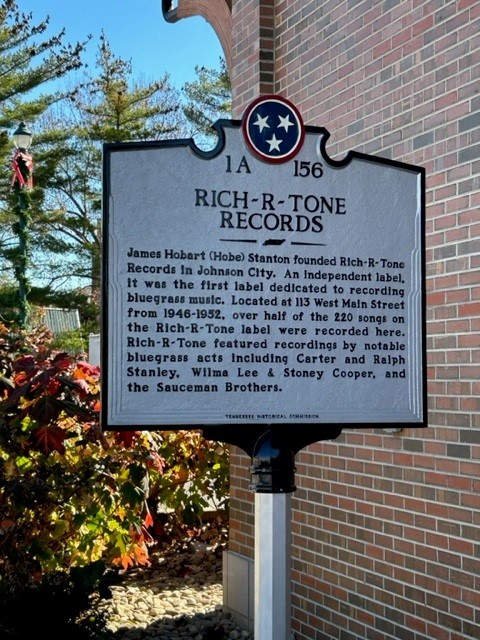 1A 156
RICH-R-TONE
RECORDS
James Hobart (Hobe) Stanton founded Rich-R-Tone
Records in Johnson City. An independent label,
it was the first label dedicated to recording
bluegrass music. Located at 113 West Main Street
from 1946-1952, over half of the 220 songs on
the Rich-R-Tone label were recorded here.
Rich-R-Tone featured recordings by notable
bluegrass acts including Carter and Ralph
Stanley, Wilma Lee & Stoney Cooper, and
the Sauceman Brothers.
TENNESSEE HISTORICAL COMMISSION